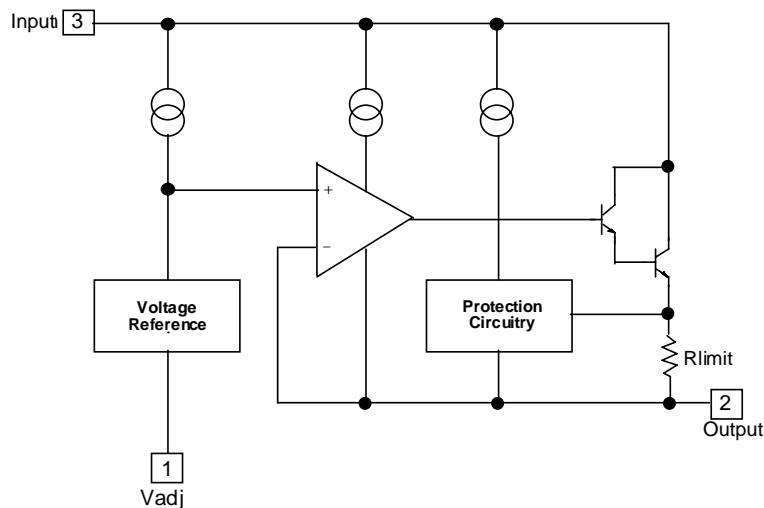 Input 3
+
−
Voltage
Reference
Protection
Circuitry
Rlimit
2
Output
1
Vadj